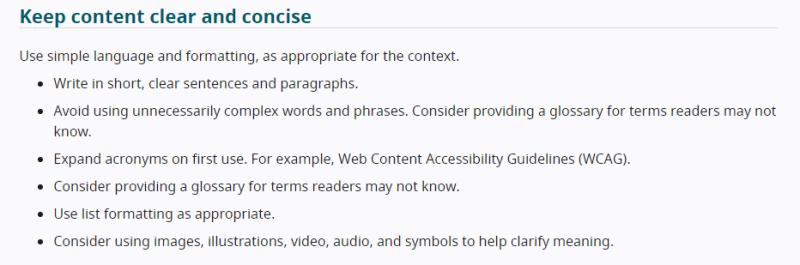 Keep content clear and concise
Use simple language and formatting, as appropriate for the context.
• Write in short, clear sentences and paragraphs.
• Avoid using unnecessarily complex words and phrases. Consider providing a glossary for terms readers may not
know.
• Expand acronyms on first use. For example, Web Content Accessibility Guidelines (WCAG).
• Consider providing a glossary for terms readers may not know.
• Use list formatting as appropriate.
• Consider using images, illustrations, video, audio, and symbols to help clarify meaning.